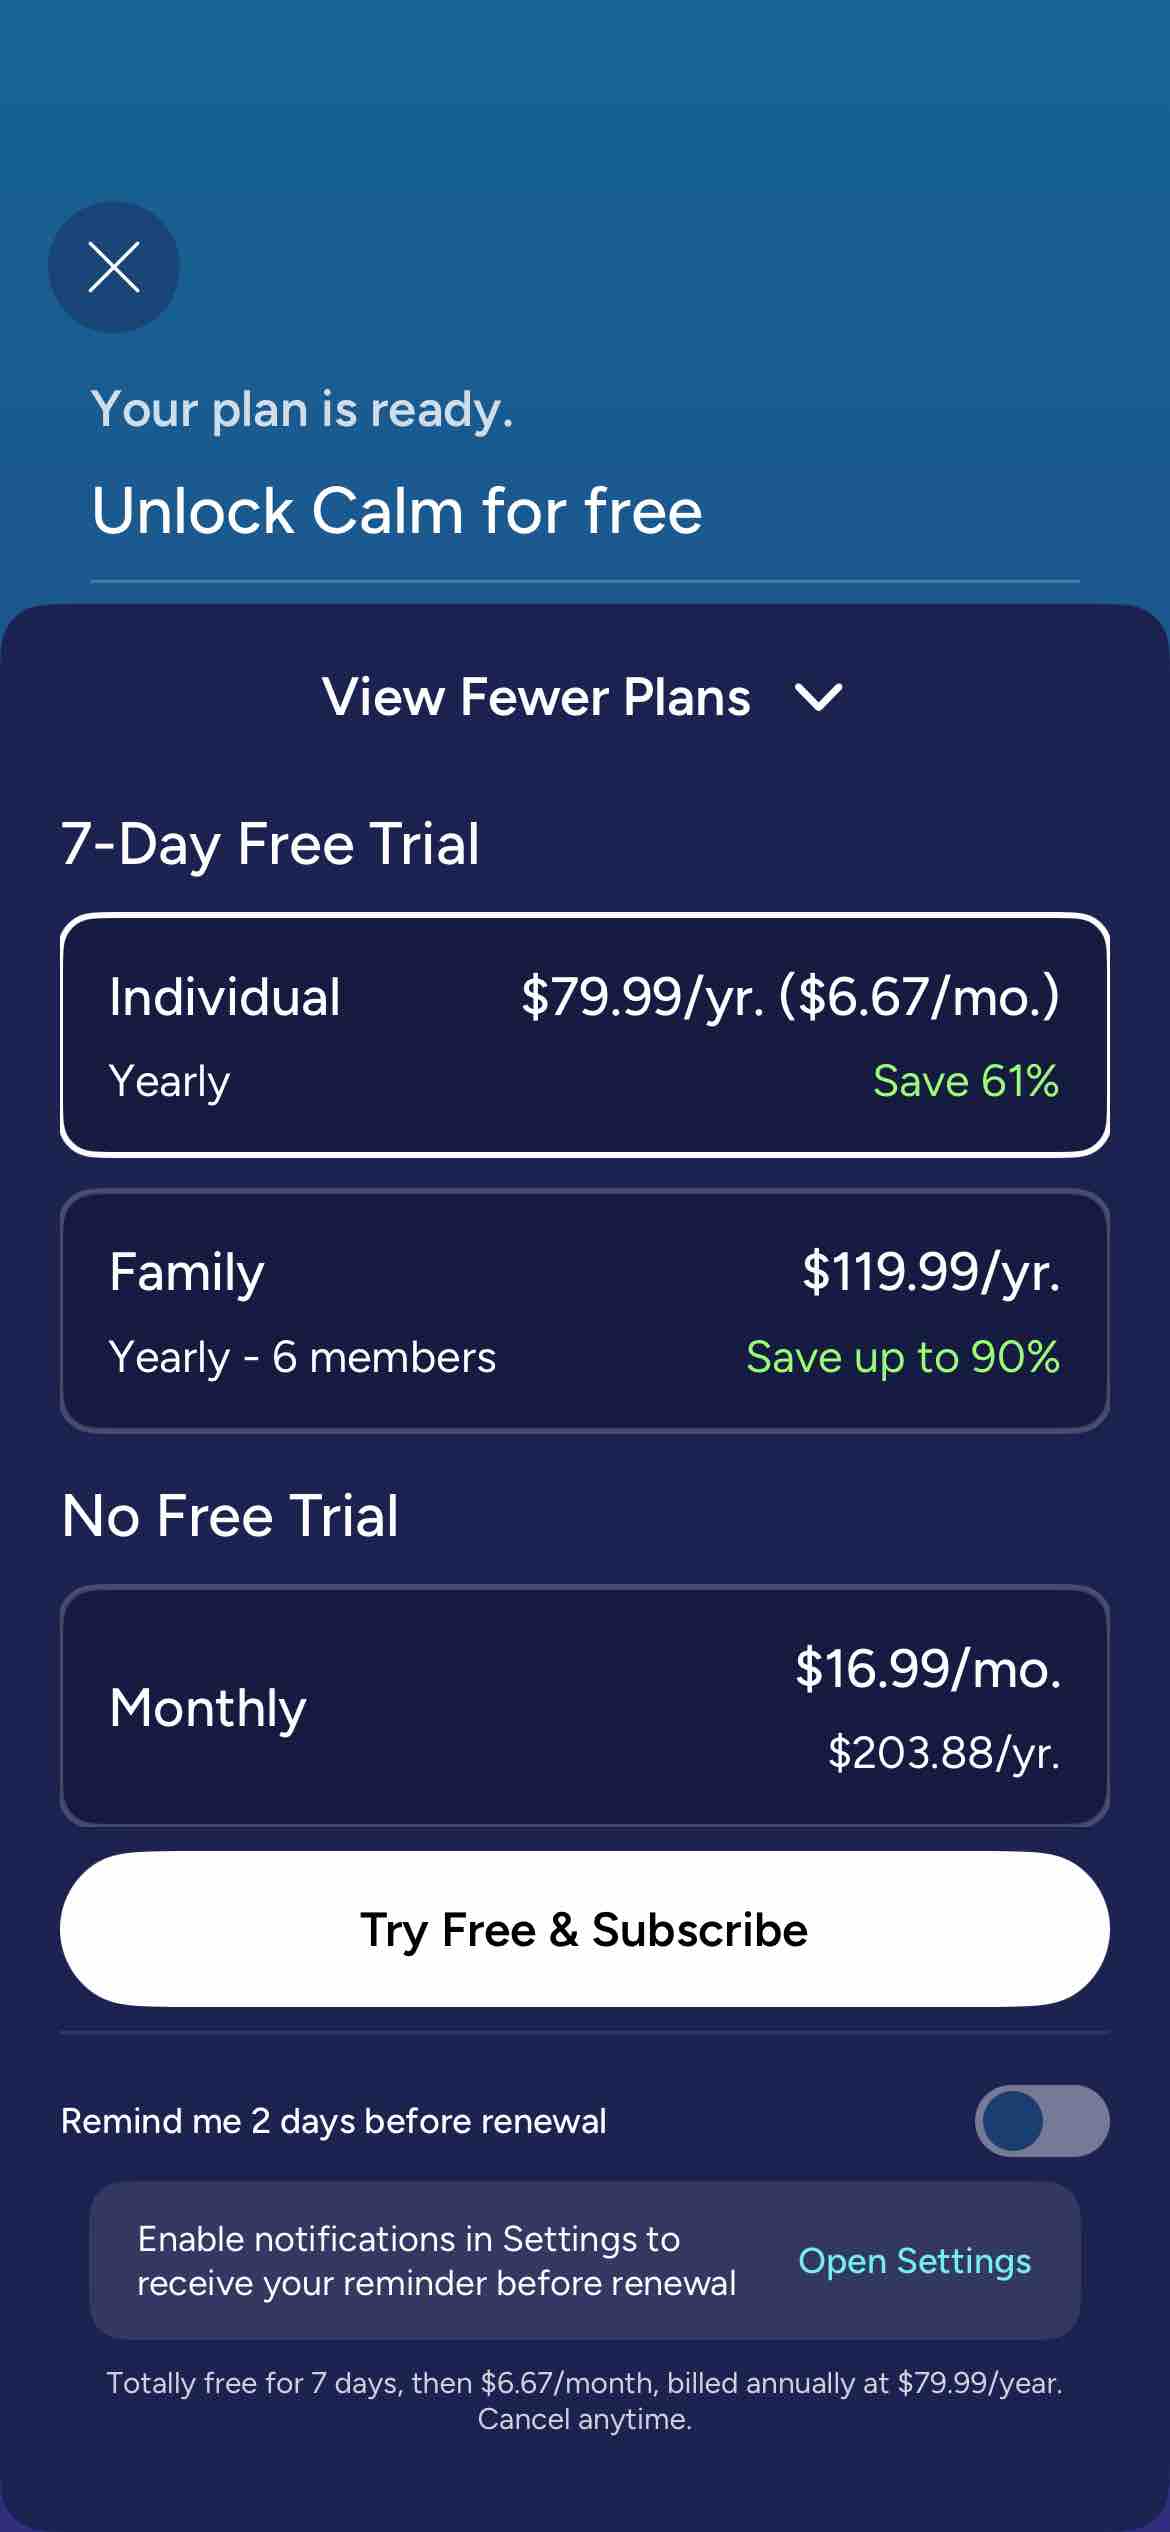 Your plan is ready.
Unlock Calm for free
View Fewer Plans
7-Day Free Trial
Individual $79.99/yr. ($6.67/mo.)
Yearly Save 61%
Family $119.99/yr.
Yearly - 6 members Save up to 90%
No Free Trial
$16.99/mo.
Monthly
$203.88/yr.
Try Free & Subscribe
Remind me 2 days before renewal
Enable notifications in Settings to
receive your reminder before renewal
Open Settings
Totally free for 7 days, then $6.67/month, billed annually at $79.99/year.
Cancel anytime.